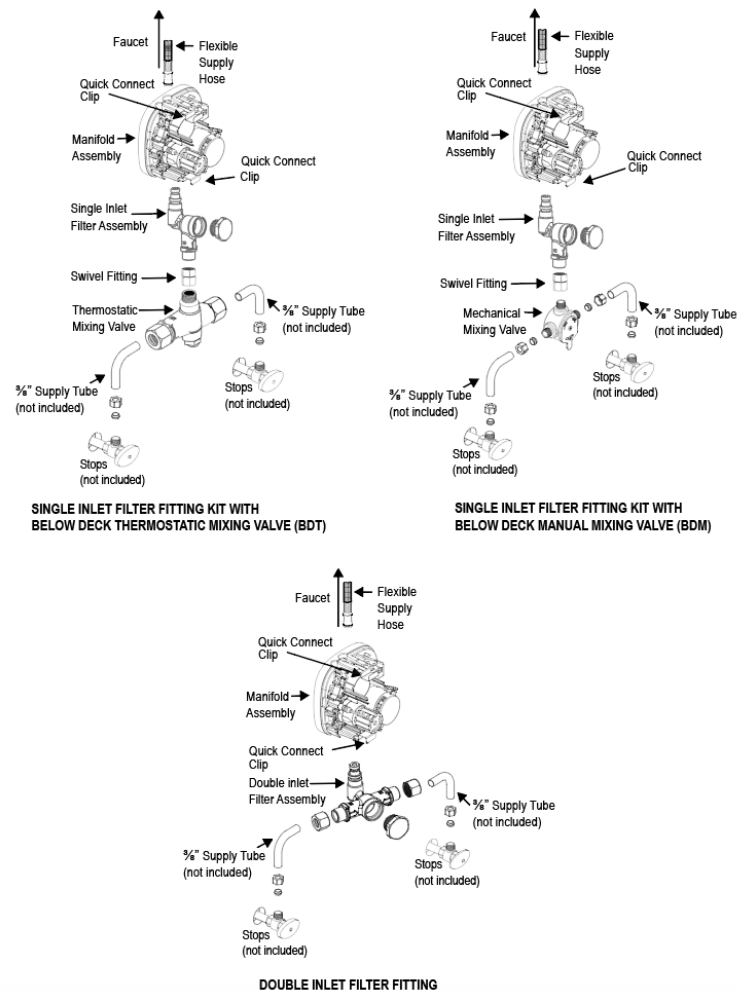 Faucet
Flexible
Supply
Hose
Quick Connect
Clip
Manifold
Assembly
Quick Connect
Clip
Single Inlet
Filter Assembly
Swivel Fitting
Thermostatic
Mixing Valve
⅜" Supply Tube
(not included)
Stops
(not included)
⅜" Supply Tube
(not included)
Stops
(not included)
SINGLE INLET FILTER FITTING KIT WITH
BELOW DECK THERMOSTATIC MIXING VALVE (BDT)
Faucet
Flexible
Supply
Hose
Quick Connect
Clip
Manifold
Assembly
Quick Connect
Clip
Single Inlet
Filter Assembly
Swivel Fitting
Mechanical
Mixing Valve
⅜" Supply Tube
(not included)
Stops
(not included)
⅜" Supply Tube
(not included)
Stops
(not included)
SINGLE INLET FILTER FITTING KIT WITH
BELOW DECK MANUAL MIXING VALVE (BDM)
Faucet
Flexible
Supply
Hose
Quick Connect
Clip
Manifold
Assembly
Quick Connect
Clip
Double inlet
Filter Assembly
⅜" Supply Tube
(not included)
Stops
(not included)
⅜" Supply Tube
(not included)
Stops
(not included)
DOUBLE INLET FILTER FITTING